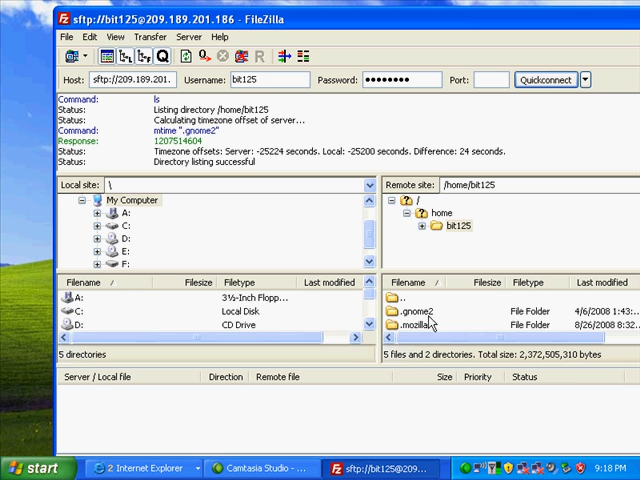 sftp://bit125@209.189.201.186 - FileZilla
File Edit View Transfer Server Help
Host: sftp://209.189.201. Username: bit125 Password: ●●●●●●●● Port: Quickconnect
Command: ls
Status: Listing directory /home/bit125
Status: Calculating timezone offset of server...
Command: mtime ".gnome2"
Response: 1207514604
Status: Timezone offsets: Server: -25224 seconds. Local: -25200 seconds. Difference: 24 seconds.
Status: Directory listing successful
Local site: \
My Computer
A:
C:
D:
E:
F:
Remote site: /home/bit125
/
home
bit125
Filename / Filesize Filetype Last modified
A: 3½-Inch Flopp...
C: Local Disk
D: CD Drive
5 directories
Filename / Filesize Filetype Last modified
..
.gnome2 File Folder 4/6/2008 1:43:...
.mozilla File Folder 8/26/2008 8:32...
5 files and 2 directories. Total size: 2,372,505,310 bytes
Server / Local file Direction Remote file Size Priority Status
start 2 Internet Explorer Camtasia Studio - ... sftp://bit125@209... 9:18 PM